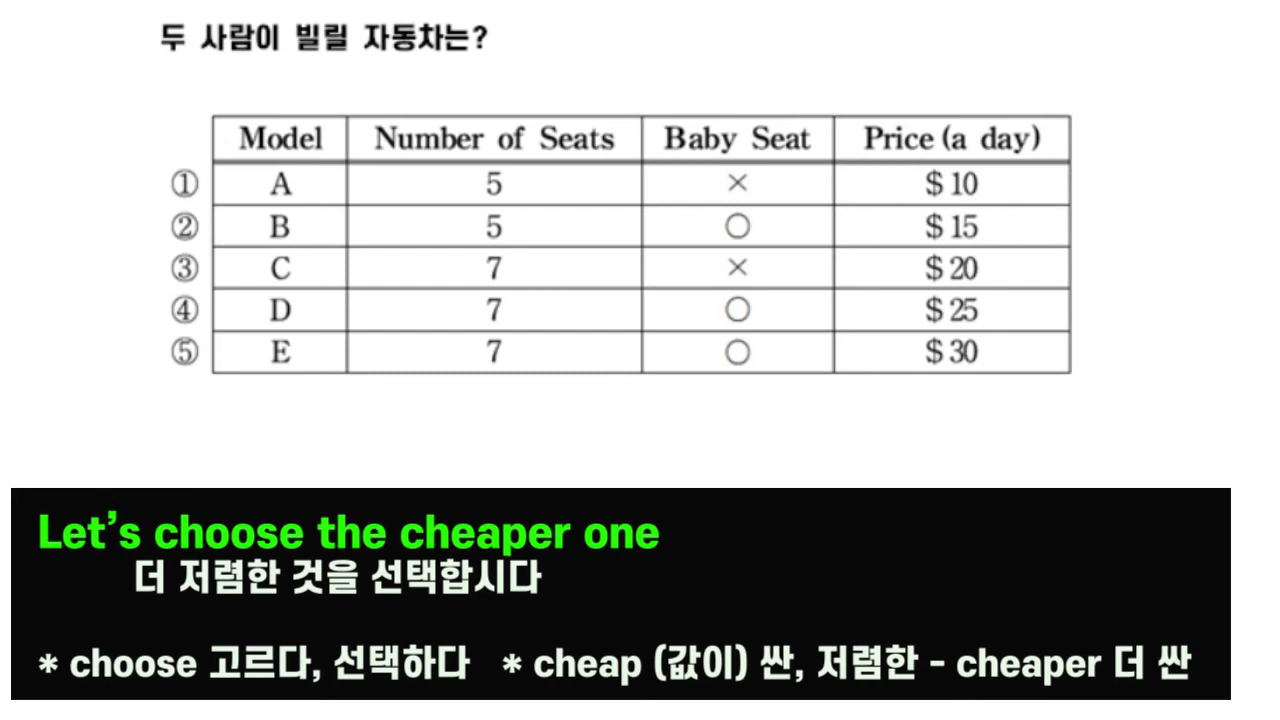 두 사람이 빌릴 자동차는?
Model Number of Seats Baby Seat Price (a day)
① A 5 × $10
② B 5 ○ $15
③ C 7 × $20
④ D 7 ○ $25
⑤ E 7 ○ $30
Let's choose the cheaper one
더 저렴한 것을 선택합시다
* choose 고르다, 선택하다 * cheap (값이) 싼, 저렴한 - cheaper 더 싼